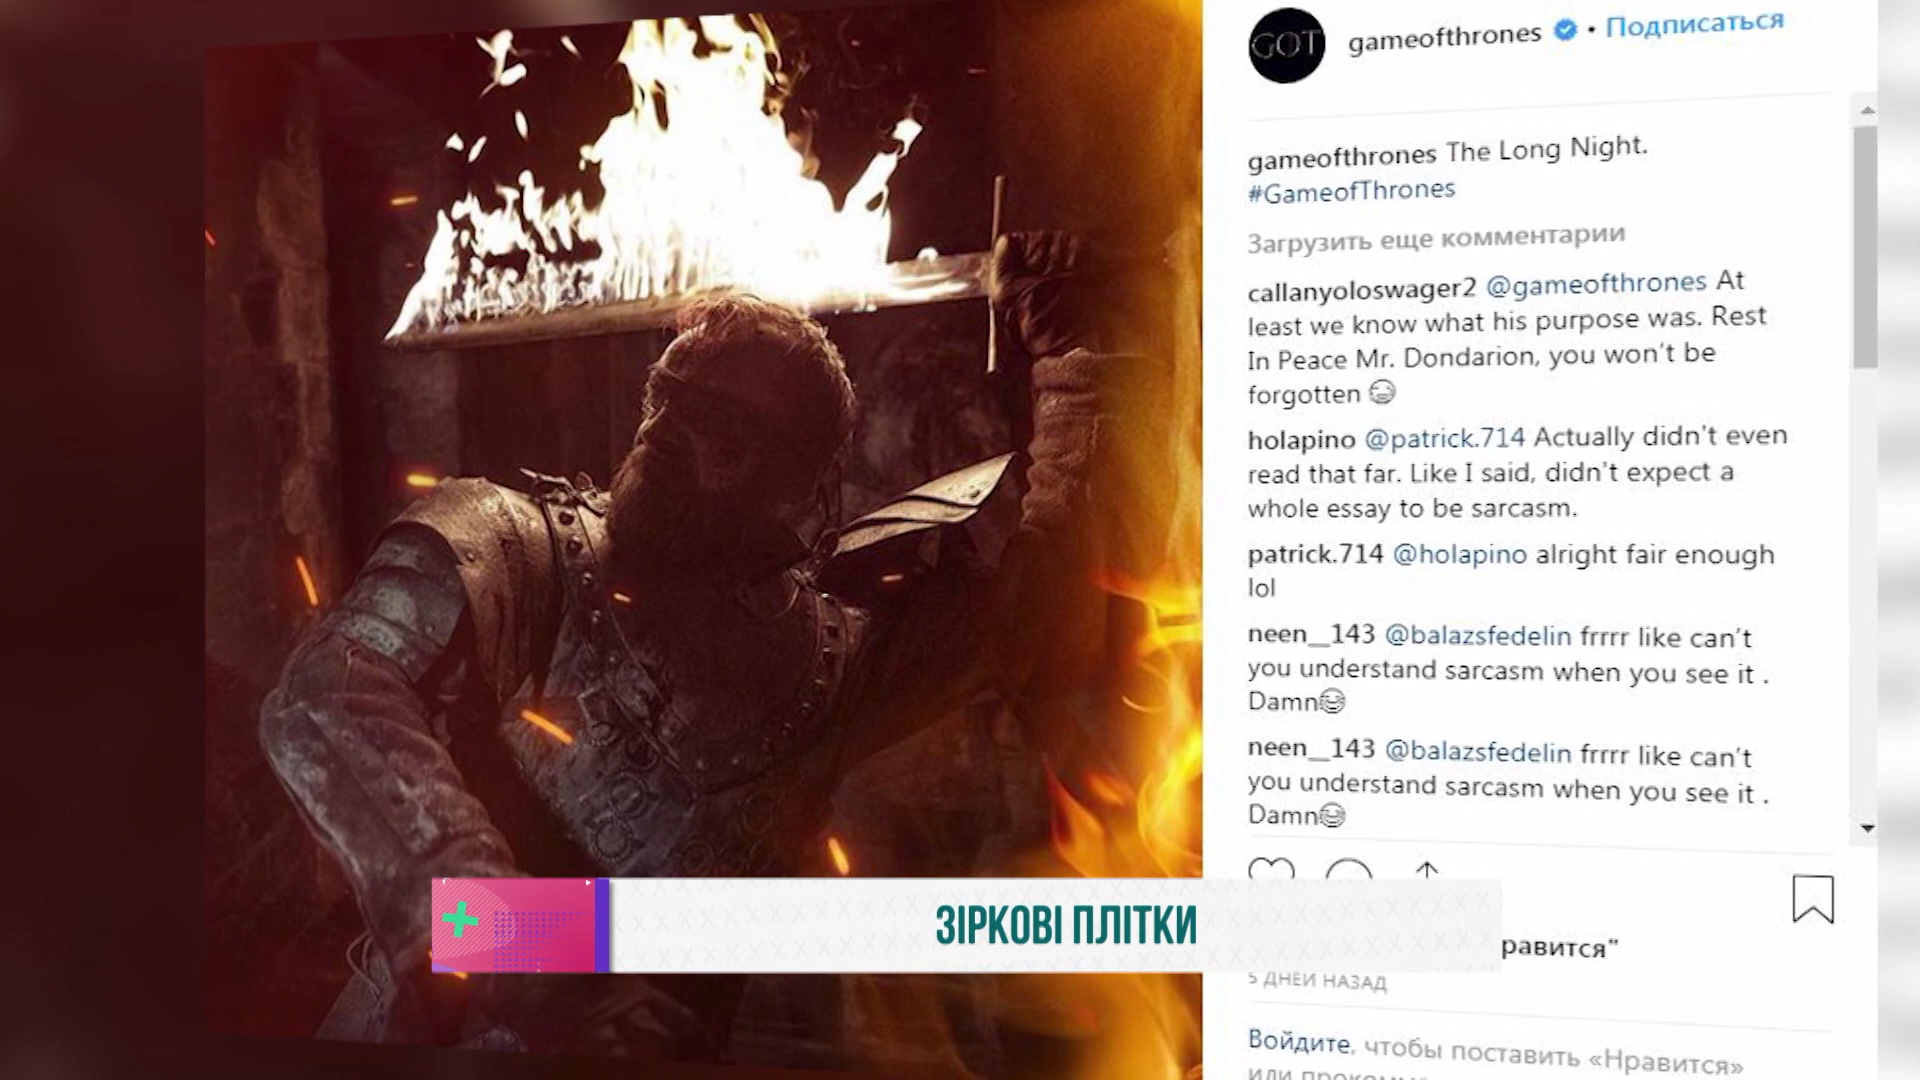 GOT
gameofthrones • Подписаться
gameofthrones The Long Night.
#GameofThrones
Загрузить еще комментарии
callanyoloswager2 @gameofthrones At
least we know what his purpose was. Rest
In Peace Mr. Dondarion, you won't be
forgotten
holapino @patrick.714 Actually didn't even
read that far. Like I said, didn't expect a
whole essay to be sarcasm.
patrick.714 @holapino alright fair enough
lol
neen__143 @balazsfedelin frrrr like can't
you understand sarcasm when you see it .
Damn😂
neen__143 @balazsfedelin frrrr like can't
you understand sarcasm when you see it .
Damn😂
ЗІРКОВІ ПЛІТКИ
равится"
5 ДНЕЙ НАЗАД
Войдите, чтобы поставить «Нравится»
или